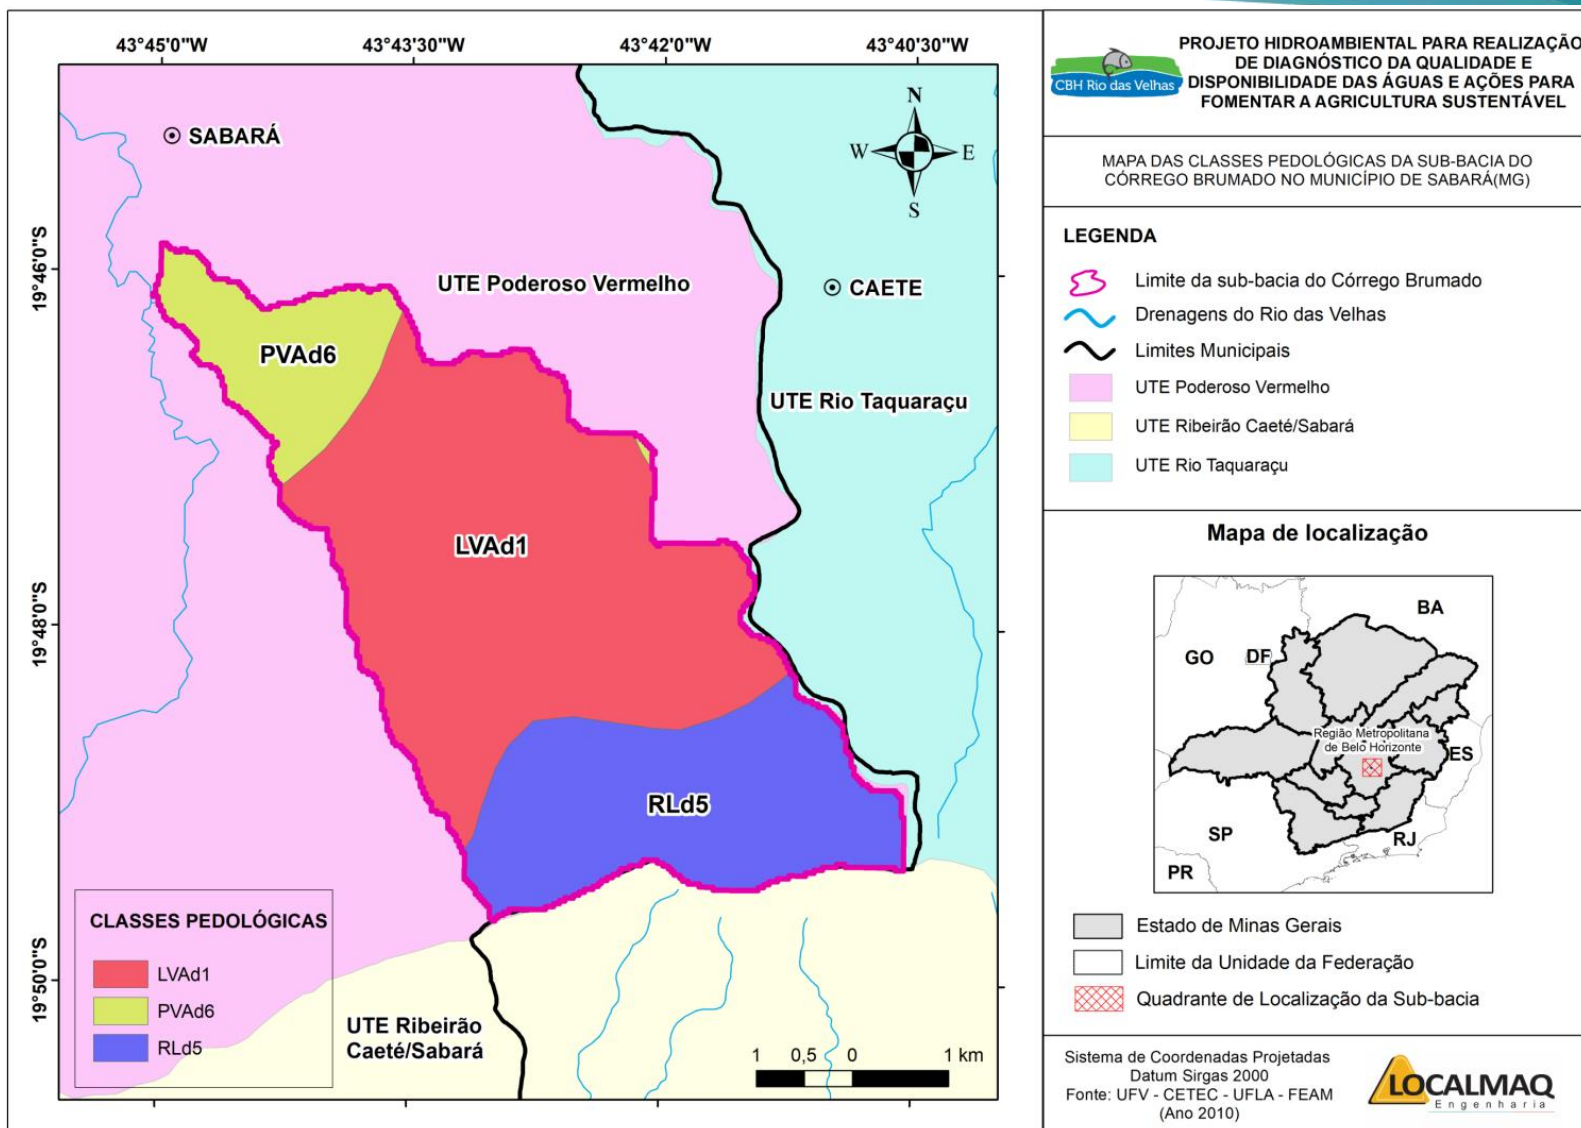 43°45'0"W
43°43'30"W
43°42'0"W
43°40'30"W
19°46'0"S
19°48'0"S
19°50'0"S
SABARÁ
N
W
E
S
UTE Poderoso Vermelho
CAETE
PVAd6
UTE Rio Taquaraçu
LVAd1
RLd5
CLASSES PEDOLÓGICAS
LVAd1
PVAd6
RLd5
UTE Ribeirão
Caeté/Sabará
1 0,5 0 1 km
CBH Rio das Velhas
PROJETO HIDROAMBIENTAL PARA REALIZAÇÃO
DE DIAGNÓSTICO DA QUALIDADE E
DISPONIBILIDADE DAS ÁGUAS E AÇÕES PARA
FOMENTAR A AGRICULTURA SUSTENTÁVEL
MAPA DAS CLASSES PEDOLÓGICAS DA SUB-BACIA DO
CÓRREGO BRUMADO NO MUNICÍPIO DE SABARÁ(MG)
LEGENDA
Limite da sub-bacia do Córrego Brumado
Drenagens do Rio das Velhas
Limites Municipais
UTE Poderoso Vermelho
UTE Ribeirão Caeté/Sabará
UTE Rio Taquaraçu
Mapa de localização
BA
GO
DF
Região Metropolitana
de Belo Horizonte
ES
SP
RJ
PR
Estado de Minas Gerais
Limite da Unidade da Federação
Quadrante de Localização da Sub-bacia
Sistema de Coordenadas Projetadas
Datum Sirgas 2000
Fonte: UFV - CETEC - UFLA - FEAM
(Ano 2010)
LOCALMAQ
Engenharia